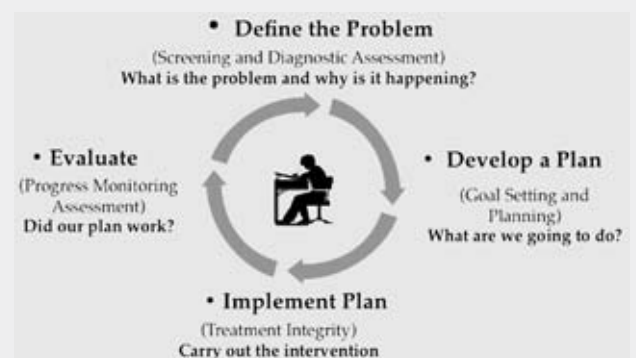 • Define the Problem
(Screening and Diagnostic Assessment)
What is the problem and why is it happening?
• Develop a Plan
(Goal Setting and
Planning)
What are we going to do?
• Implement Plan
(Treatment Integrity)
Carry out the intervention
• Evaluate
(Progress Monitoring
Assessment)
Did our plan work?